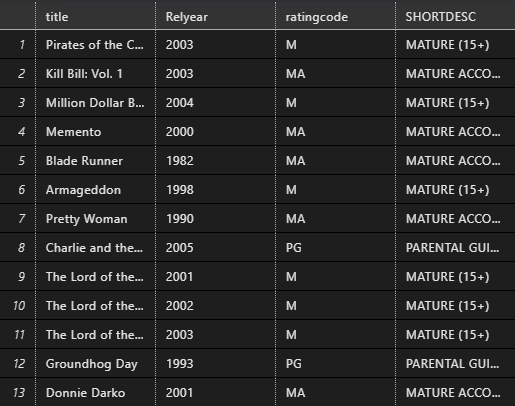 title Relyear ratingcode SHORTDESC
1 Pirates of the C... 2003 M MATURE (15+)
2 Kill Bill: Vol. 1 2003 MA MATURE ACCO...
3 Million Dollar B... 2004 M MATURE (15+)
4 Memento 2000 MA MATURE ACCO...
5 Blade Runner 1982 MA MATURE ACCO...
6 Armageddon 1998 M MATURE (15+)
7 Pretty Woman 1990 MA MATURE ACCO...
8 Charlie and the... 2005 PG PARENTAL GUI...
9 The Lord of the... 2001 M MATURE (15+)
10 The Lord of the... 2002 M MATURE (15+)
11 The Lord of the... 2003 M MATURE (15+)
12 Groundhog Day 1993 PG PARENTAL GUI...
13 Donnie Darko 2001 MA MATURE ACCO...